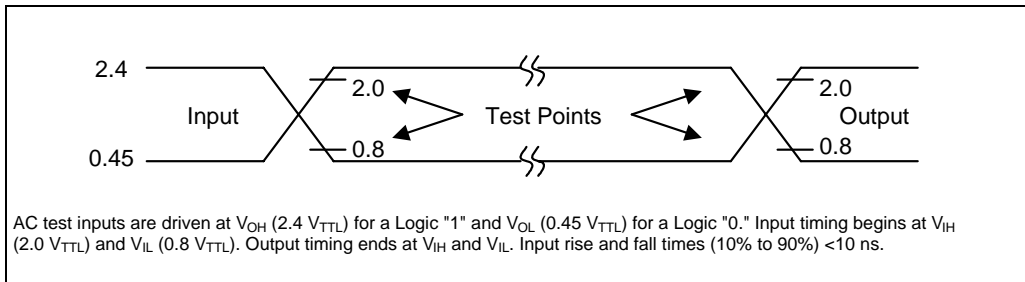 2.4
2.0
2.0
Input
Test Points
Output
0.8
0.8
0.45
AC test inputs are driven at VOH (2.4 VTTL) for a Logic "1" and VOL (0.45 VTTL) for a Logic "0." Input timing begins at VIH
(2.0 VTTL) and VIL (0.8 VTTL). Output timing ends at VIH and VIL. Input rise and fall times (10% to 90%) <10 ns.